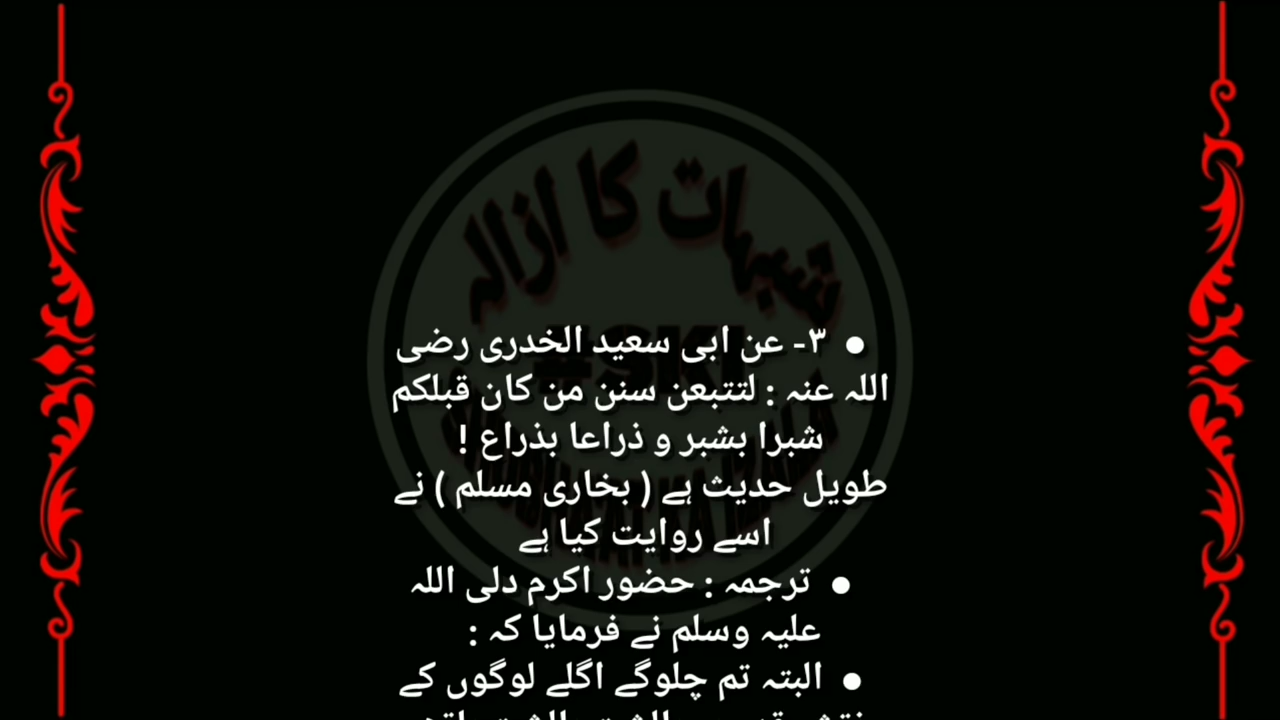 شبہات کا ازالہ
● ۳- عن ابی سعید الخدری رضی
اللہ عنہ : لتتبعن سنن من کان قبلکم
شبرا بشبر و ذراعا بذراع !
طویل حدیث ہے ( بخاری مسلم ) نے
اسے روایت کیا ہے
● ترجمہ : حضور اکرم دلی اللہ
علیہ وسلم نے فرمایا کہ :
● البتہ تم چلوگے اگلے لوگوں کے